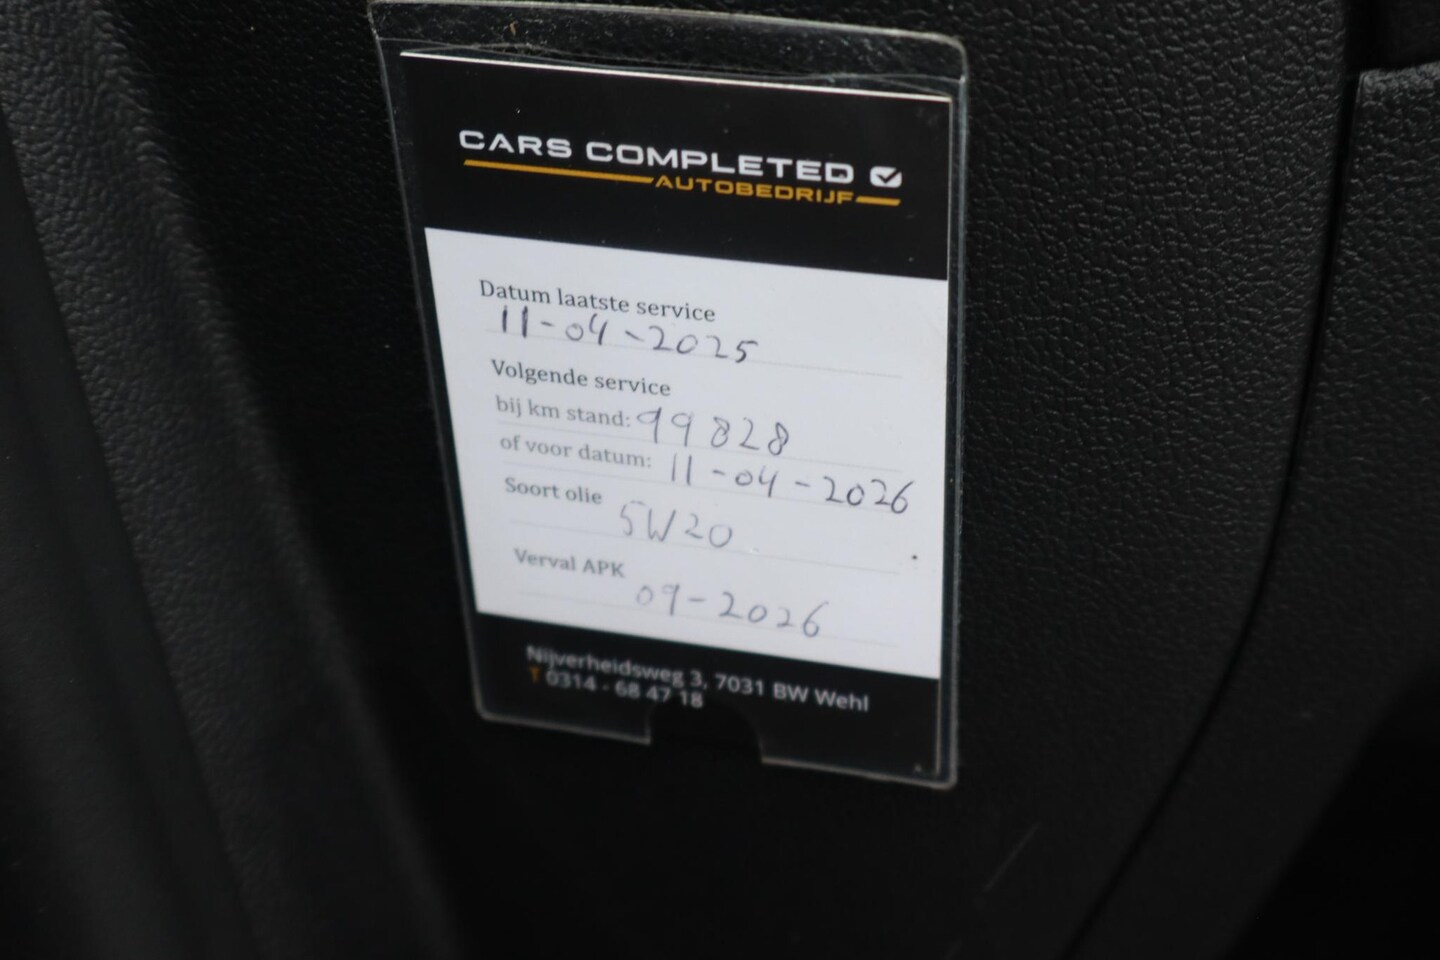 CARS COMPLETED
AUTOBEDRIJF
Datum laatste service
11-04-2025
Volgende service
bij km stand: 99828
of voor datum: 11-04-2026
Soort olie
5W20
Verval APK
09-2026
Nijverheidsweg 3, 7031 BW Wehl
T 0314 - 68 47 18